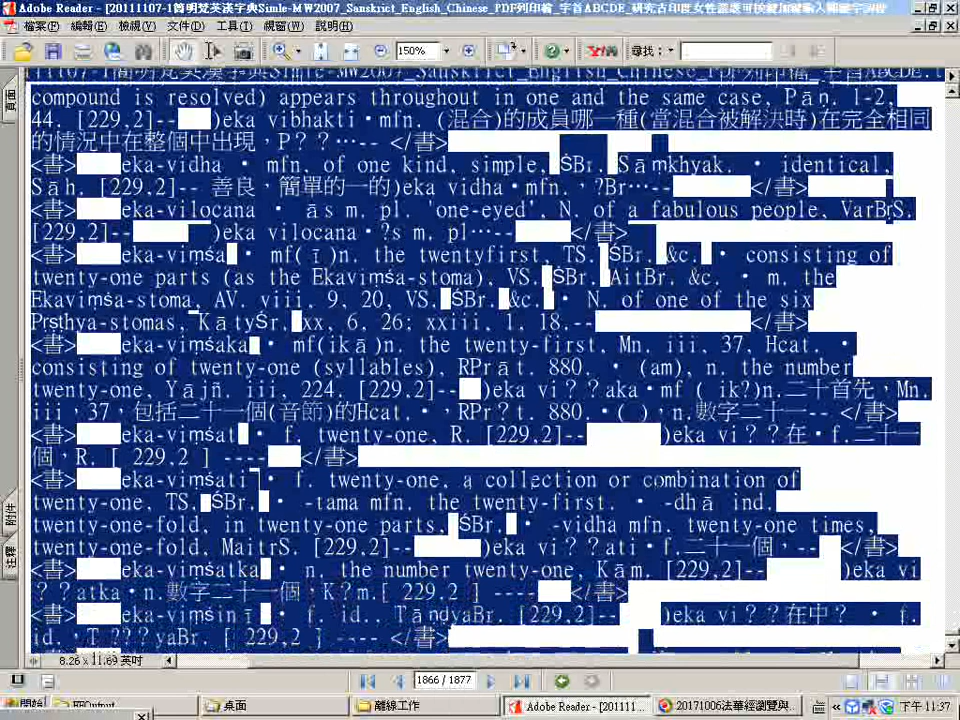 Adobe Reader - [20111107-1簡明梵英漢字典Simle-MW2007_Sanskrit_English_Chinese_PDF列印檔_字首ABCDE_研究古印度女性
檔案(F) 編輯(E) 檢視(V) 文件(D) 工具(T) 視窗(W) 說明(H)
150% 尋找：
compound is resolved) appears throughout in one and the same case, Pāṇ. 1-2,
44. [229,2]-- )eka vibhakti·mfn. (混合)的成員哪一種(當混合被解決時)在完全相同
的情況中在整個中出現，P？？…-- </書>
<書> eka-vidha · mfn. of one kind, simple, ŚBr. Sāṃkhyak. · identical,
Sāh. [229,2]-- 善良，簡單的一的)eka vidha·mfn.，?Br…-- </書>
<書> eka-vilocana · ās m. pl. 'one-eyed', N. of a fabulous people, VarBrS.
[229,2]-- )eka vilocana·?s m. pl…-- </書>
<書> eka-viṃśa · mf(ī)n. the twentyfirst, TS. ŚBr. &c. · consisting of
twenty-one parts (as the Ekaviṃśa-stoma), VS. ŚBr. AitBr. &c. · m. the
Ekaviṃśa-stoma, AV. viii, 9, 20, VS. ŚBr. &c. · N. of one of the six
Pṛsthya-stomas, KātyŚr, xx, 6, 26; xxiii, 1, 18.-- </書>
<書> eka-viṃśaka · mf(ikā)n. the twenty-first, Mn. iii, 37, Hcat. ·
consisting of twenty-one (syllables), RPrāt. 880. · (am), n. the number
twenty-one, Yājñ. iii, 224. [229,2]-- )eka vi？？aka·mf ( ik?)n.二十首先，Mn.
iii，37，包括二十一個(音節)的Hcat.·，RPr？t. 880.·( )，n.數字二十一-- </書>
<書> eka-viṃśat · f. twenty-one, R. [229,2]-- )eka vi？？在·f.二十一
個，R. [ 229,2 ] ---- </書>
<書> eka-viṃśati · f. twenty-one, a collection or combination of
twenty-one, TS. ŚBr. · -tama mfn. the twenty-first. · -dhā ind.
twenty-one-fold, in twenty-one parts, ŚBr. · -vidha mfn. twenty-one times,
twenty-one-fold, MaitrS. [229,2]-- )eka vi？？ati·f.二十一個，-- </書>
<書> eka-viṃśatka · n. the number twenty-one, Kām. [229,2]-- )eka vi
？？atka·n.數字二十一個，K？m.[ 229.2 ] ---- </書>
<書> eka-viṃśinī · f. id., TāndyaBr. [229,2]-- )eka vi？？在中？ · f.
id.，T ???yaBr. [ 229,2 ] ---- </書>
頁面
附件
註釋
8.26 x 11.69 英吋
1866 / 1877
開始 桌面 離線工作 Adobe Reader - [201111... 20171006法華經瀏覽與... 下午 11:37